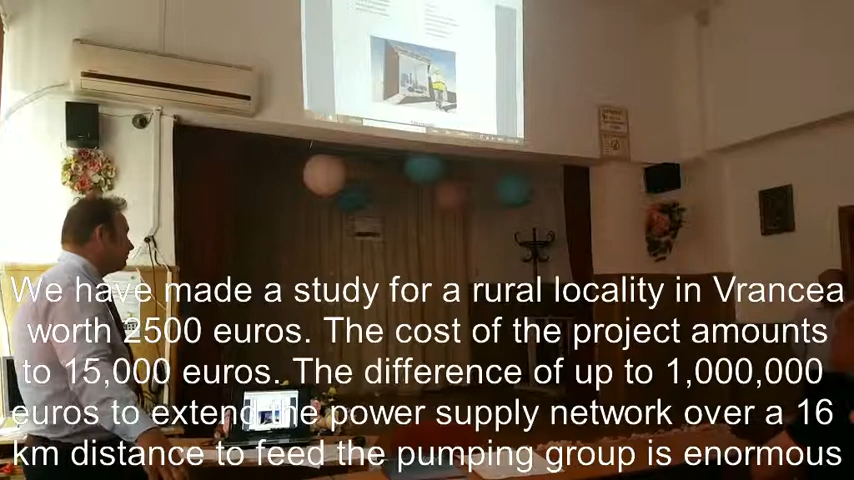 We have made a study for a rural locality in Vrancea
worth 2500 euros. The cost of the project amounts
to 15,000 euros. The difference of up to 1,000,000
euros to extend the power supply network over a 16
km distance to feed the pumping group is enormous